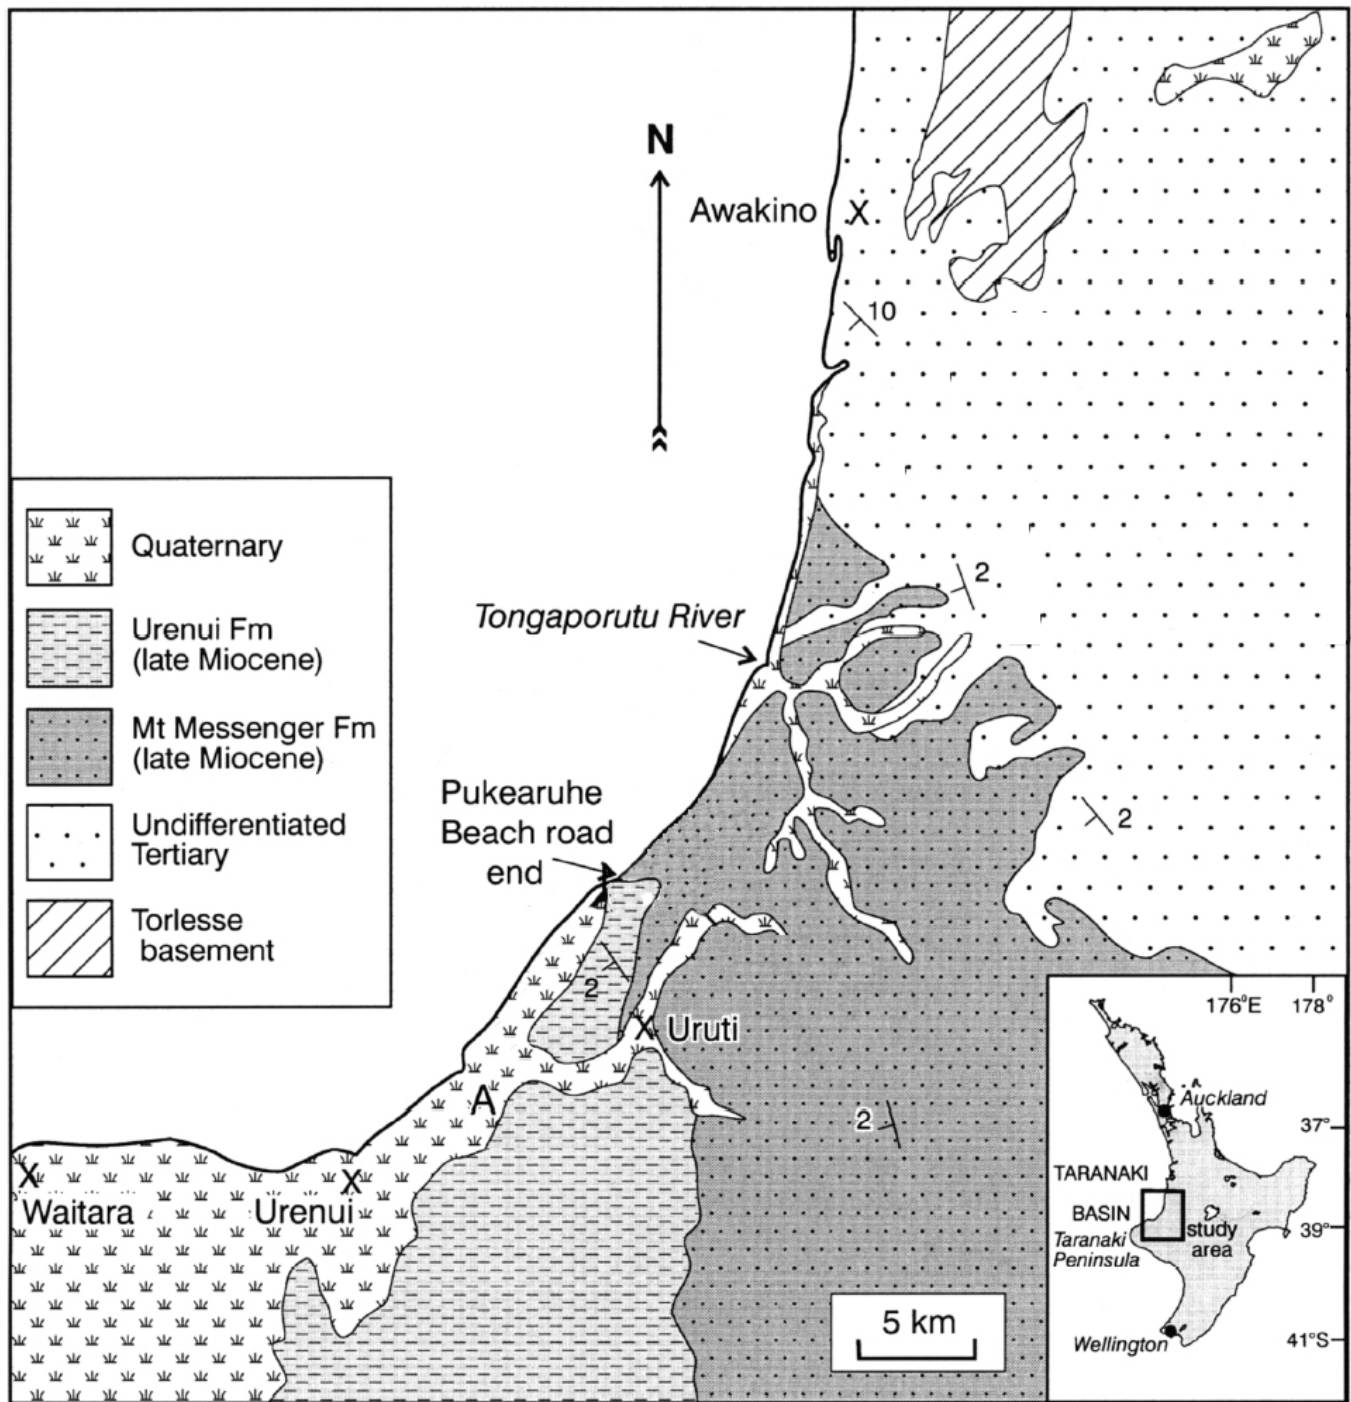 N
Awakino X
10
Quaternary
Urenui Fm
(late Miocene)
Mt Messenger Fm
(late Miocene)
Undifferentiated
Tertiary
Torlesse
basement
2
Tongaporutu River
Pukearuhe
Beach road
end
2
2
X Uruti
A
2
X
Waitara
X
Urenui
5 km
176°E 178°
Auckland
37°
TARANAKI
BASIN
study
area
39°
Taranaki
Peninsula
Wellington
41°S